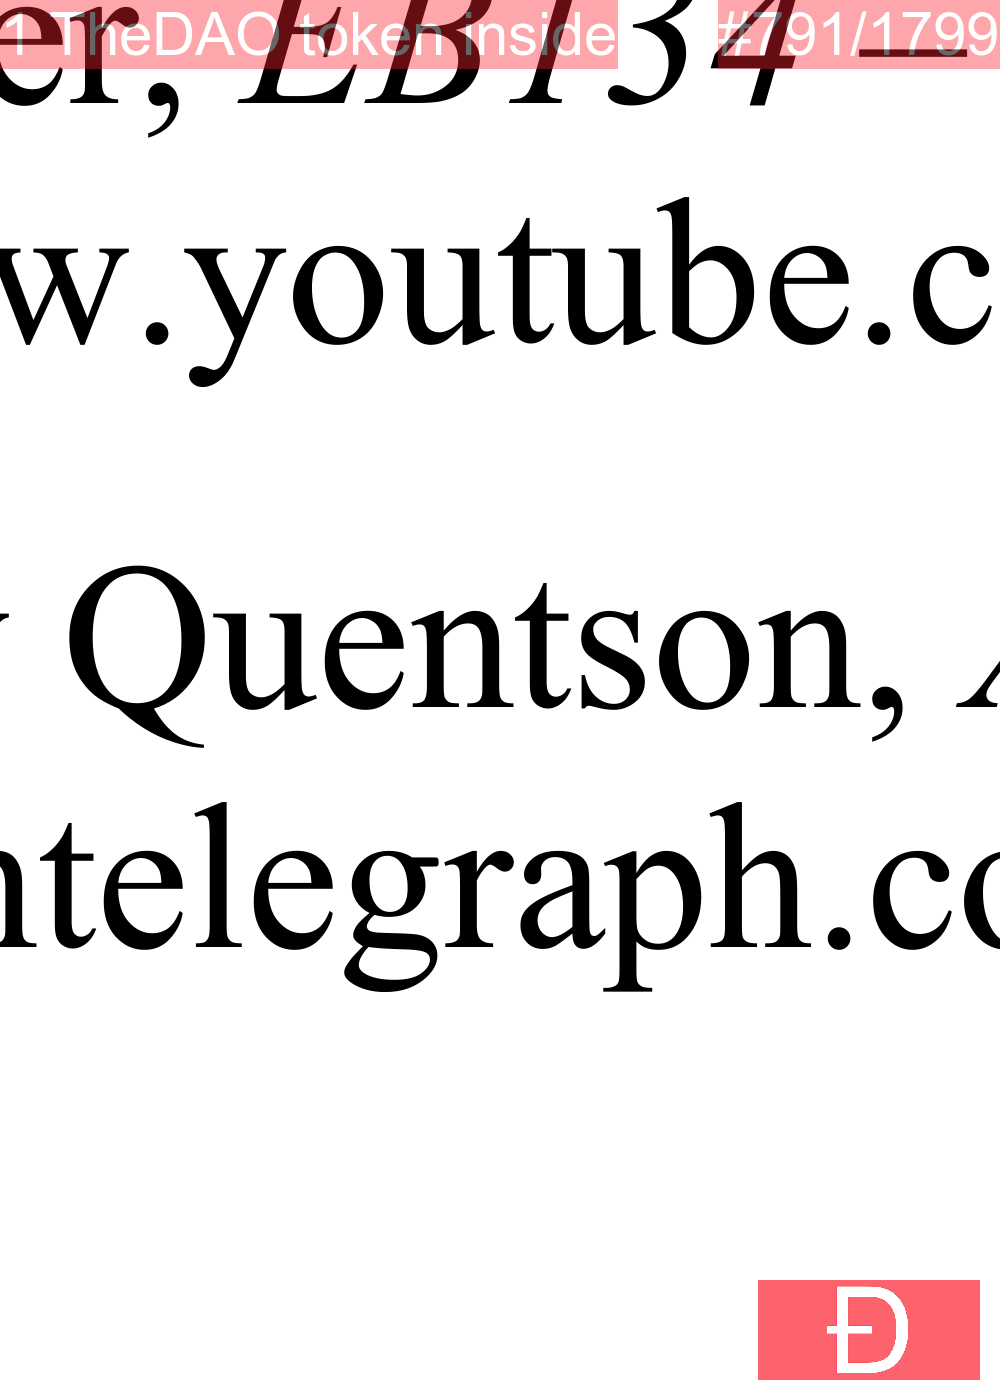 1 TheDAO token inside #791/1799
er, EB134 —
w.youtube.c
Quentson,
ntelegraph.co
Đ